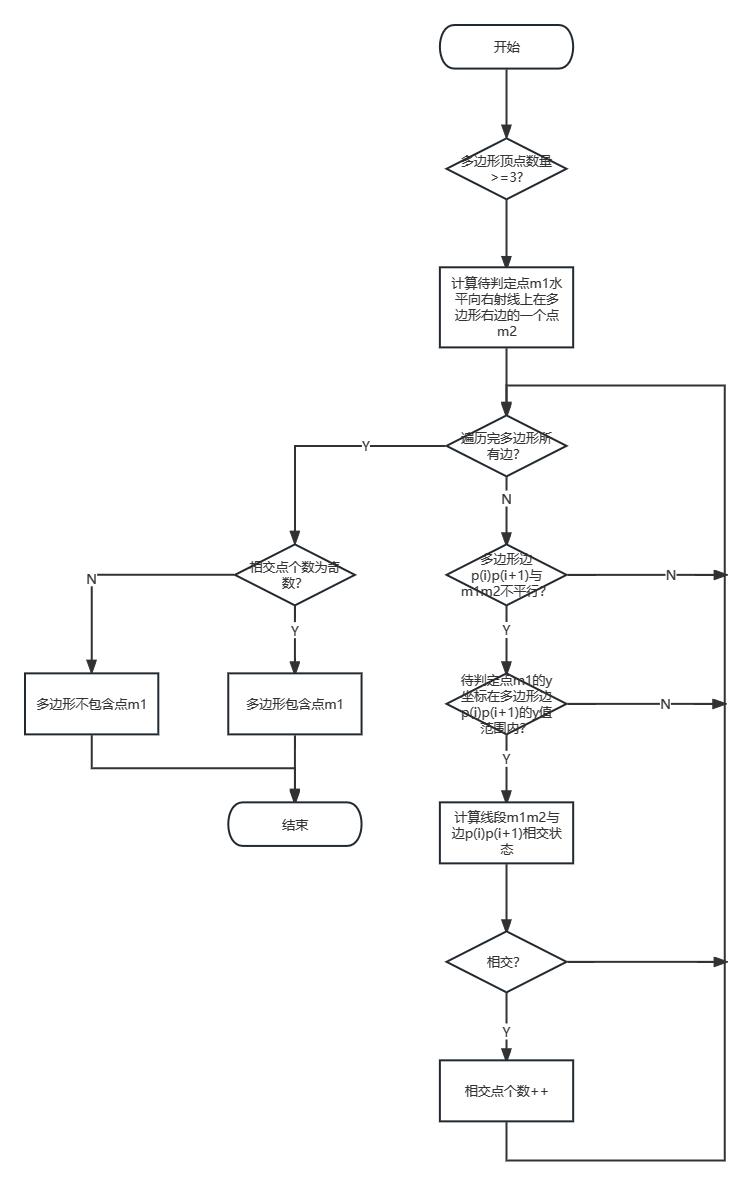 开始
多边形顶点数量
>=3?
计算待判定点m1水
平向右射线上在多
边形右边的一个点
m2
遍历完多边形所
有边?
Y
N
相交点个数为奇
数?
N
Y
多边形边
p(i)p(i+1)与
m1m2不平行?
N
Y
多边形不包含点m1
多边形包含点m1
待判定点m1的y
坐标在多边形边
p(i)p(i+1)的y值
范围内?
N
Y
结束
计算线段m1m2与
边p(i)p(i+1)相交状
态
相交?
Y
相交点个数++